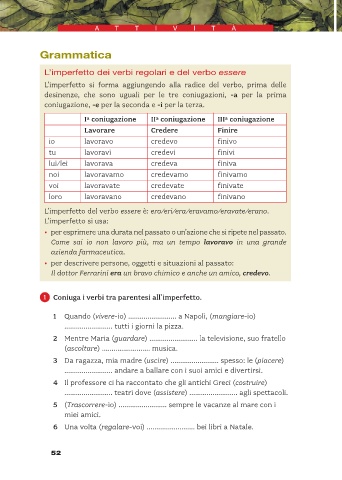 A T T I V I T À
Grammatica
L'imperfetto dei verbi regolari e del verbo essere
L'imperfetto si forma aggiungendo alla radice del verbo, prima delle
desinenze, che sono uguali per le tre coniugazioni, -a per la prima
coniugazione, -e per la seconda e -i per la terza.
Iª coniugazione IIª coniugazione IIIª coniugazione
Lavorare Credere Finire
io lavoravo credevo finivo
tu lavoravi credevi finivi
lui/lei lavorava credeva finiva
noi lavoravamo credevamo finivamo
voi lavoravate credevate finivate
loro lavoravano credevano finivano
L'imperfetto del verbo essere è: ero/eri/era/eravamo/eravate/erano.
L'imperfetto si usa:
• per esprimere una durata nel passato o un'azione che si ripete nel passato.
Come sai io non lavoro più, ma un tempo lavoravo in una grande
azienda farmaceutica.
• per descrivere persone, oggetti e situazioni al passato:
Il dottor Ferrarini era un bravo chimico e anche un amico, credevo.
1 Coniuga i verbi tra parentesi all'imperfetto.
1 Quando (vivere-io) ........................ a Napoli, (mangiare-io)
........................ tutti i giorni la pizza.
2 Mentre Maria (guardare) ........................ la televisione, suo fratello
(ascoltare) ........................ musica.
3 Da ragazza, mia madre (uscire) ........................ spesso: le (piacere)
........................ andare a ballare con i suoi amici e divertirsi.
4 Il professore ci ha raccontato che gli antichi Greci (costruire)
........................ teatri dove (assistere) ........................ agli spettacoli.
5 (Trascorrere-io) ........................ sempre le vacanze al mare con i
miei amici.
6 Una volta (regalare-voi) ........................ bei libri a Natale.
52